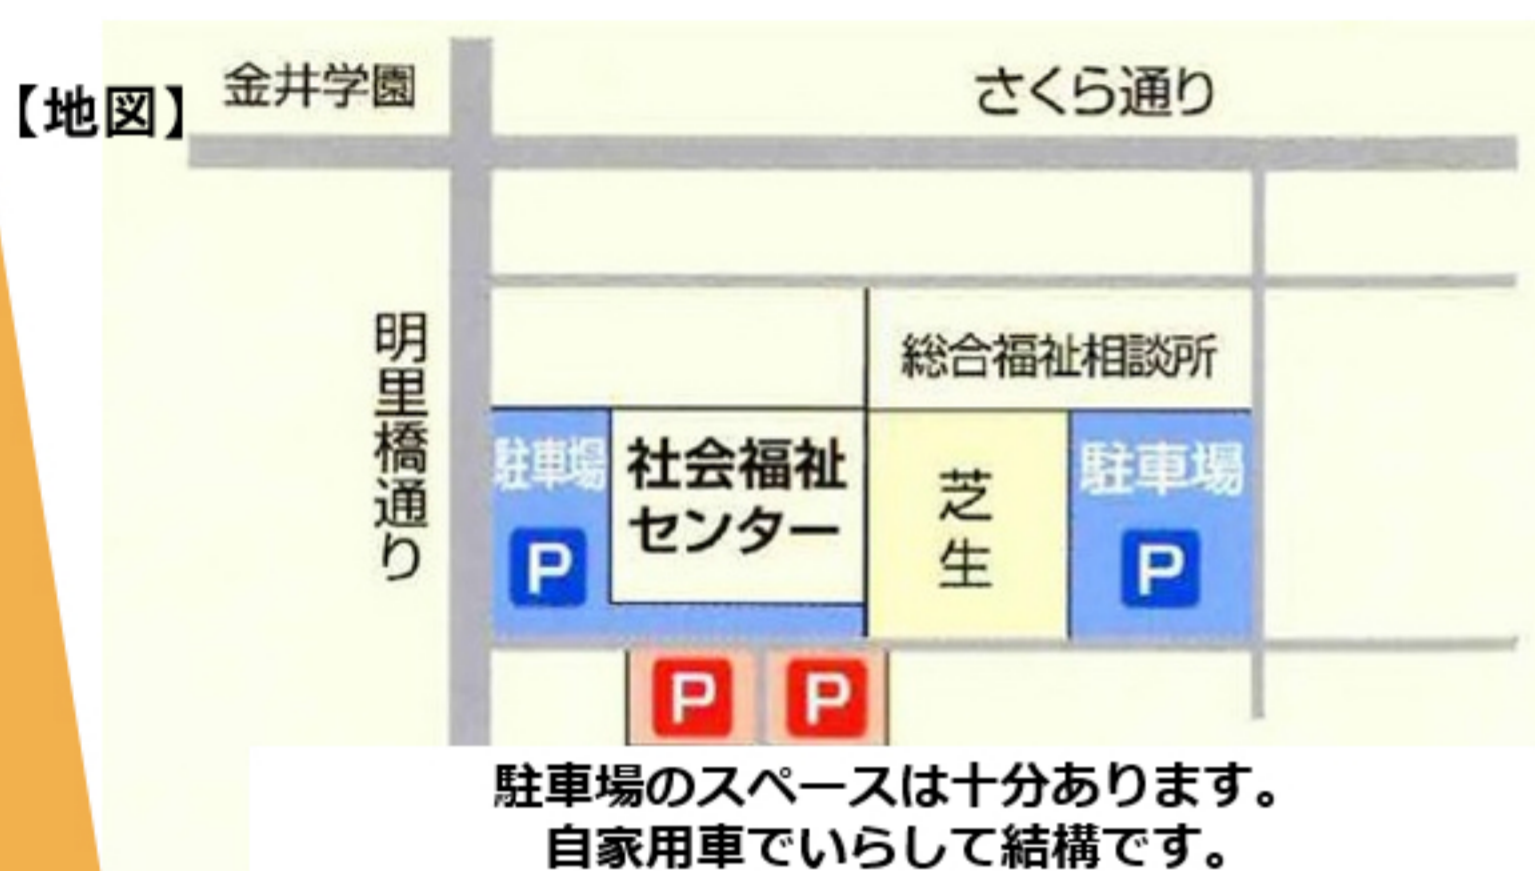 【地図】
金井学園
さくら通り
明里橋通り
総合福祉相談所
駐車場
P
社会福祉
センター
芝生
駐車場
P
P
P
駐車場のスペースは十分あります。
自家用車でいらして結構です。